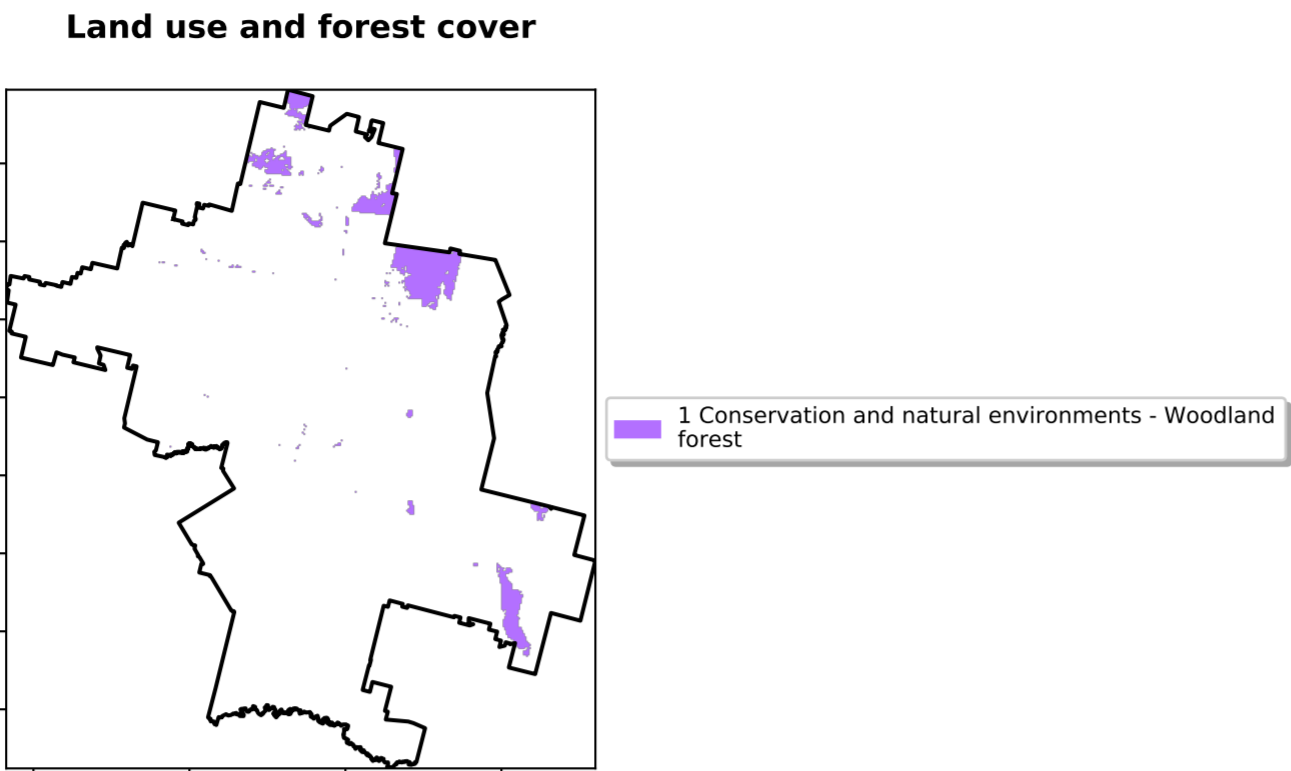 Land use and forest cover
1 Conservation and natural environments - Woodland
forest